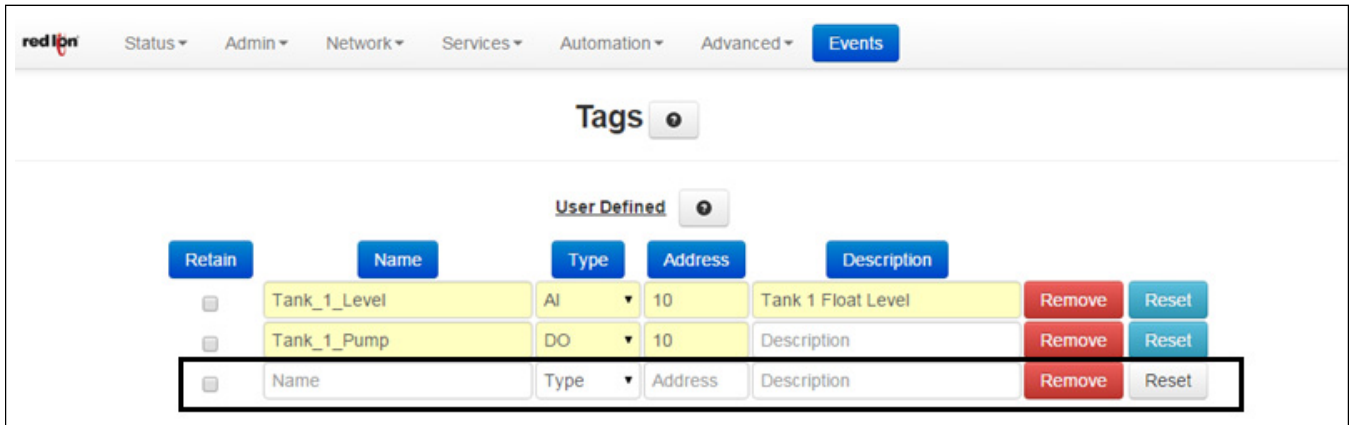 red lion Status Admin Network Services Automation Advanced Events
Tags
User Defined
Retain Name Type Address Description
Tank_1_Level AI 10 Tank 1 Float Level Remove Reset
Tank_1_Pump DO 10 Description Remove Reset
Name Type Address Description Remove Reset